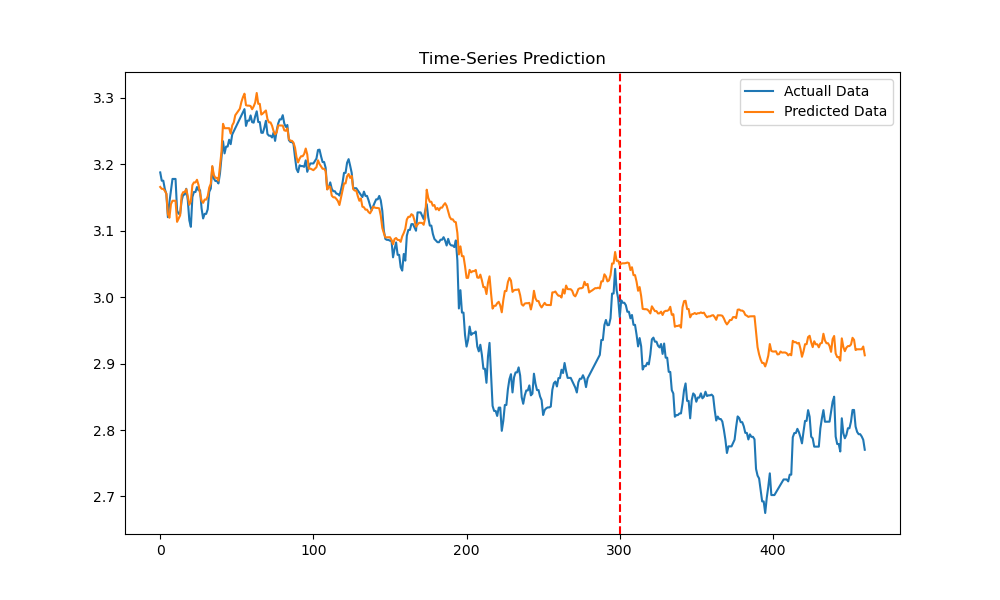 Time-Series Prediction
Actuall Data
Predicted Data
3.3
3.2
3.1
3.0
2.9
2.8
2.7
0 100 200 300 400